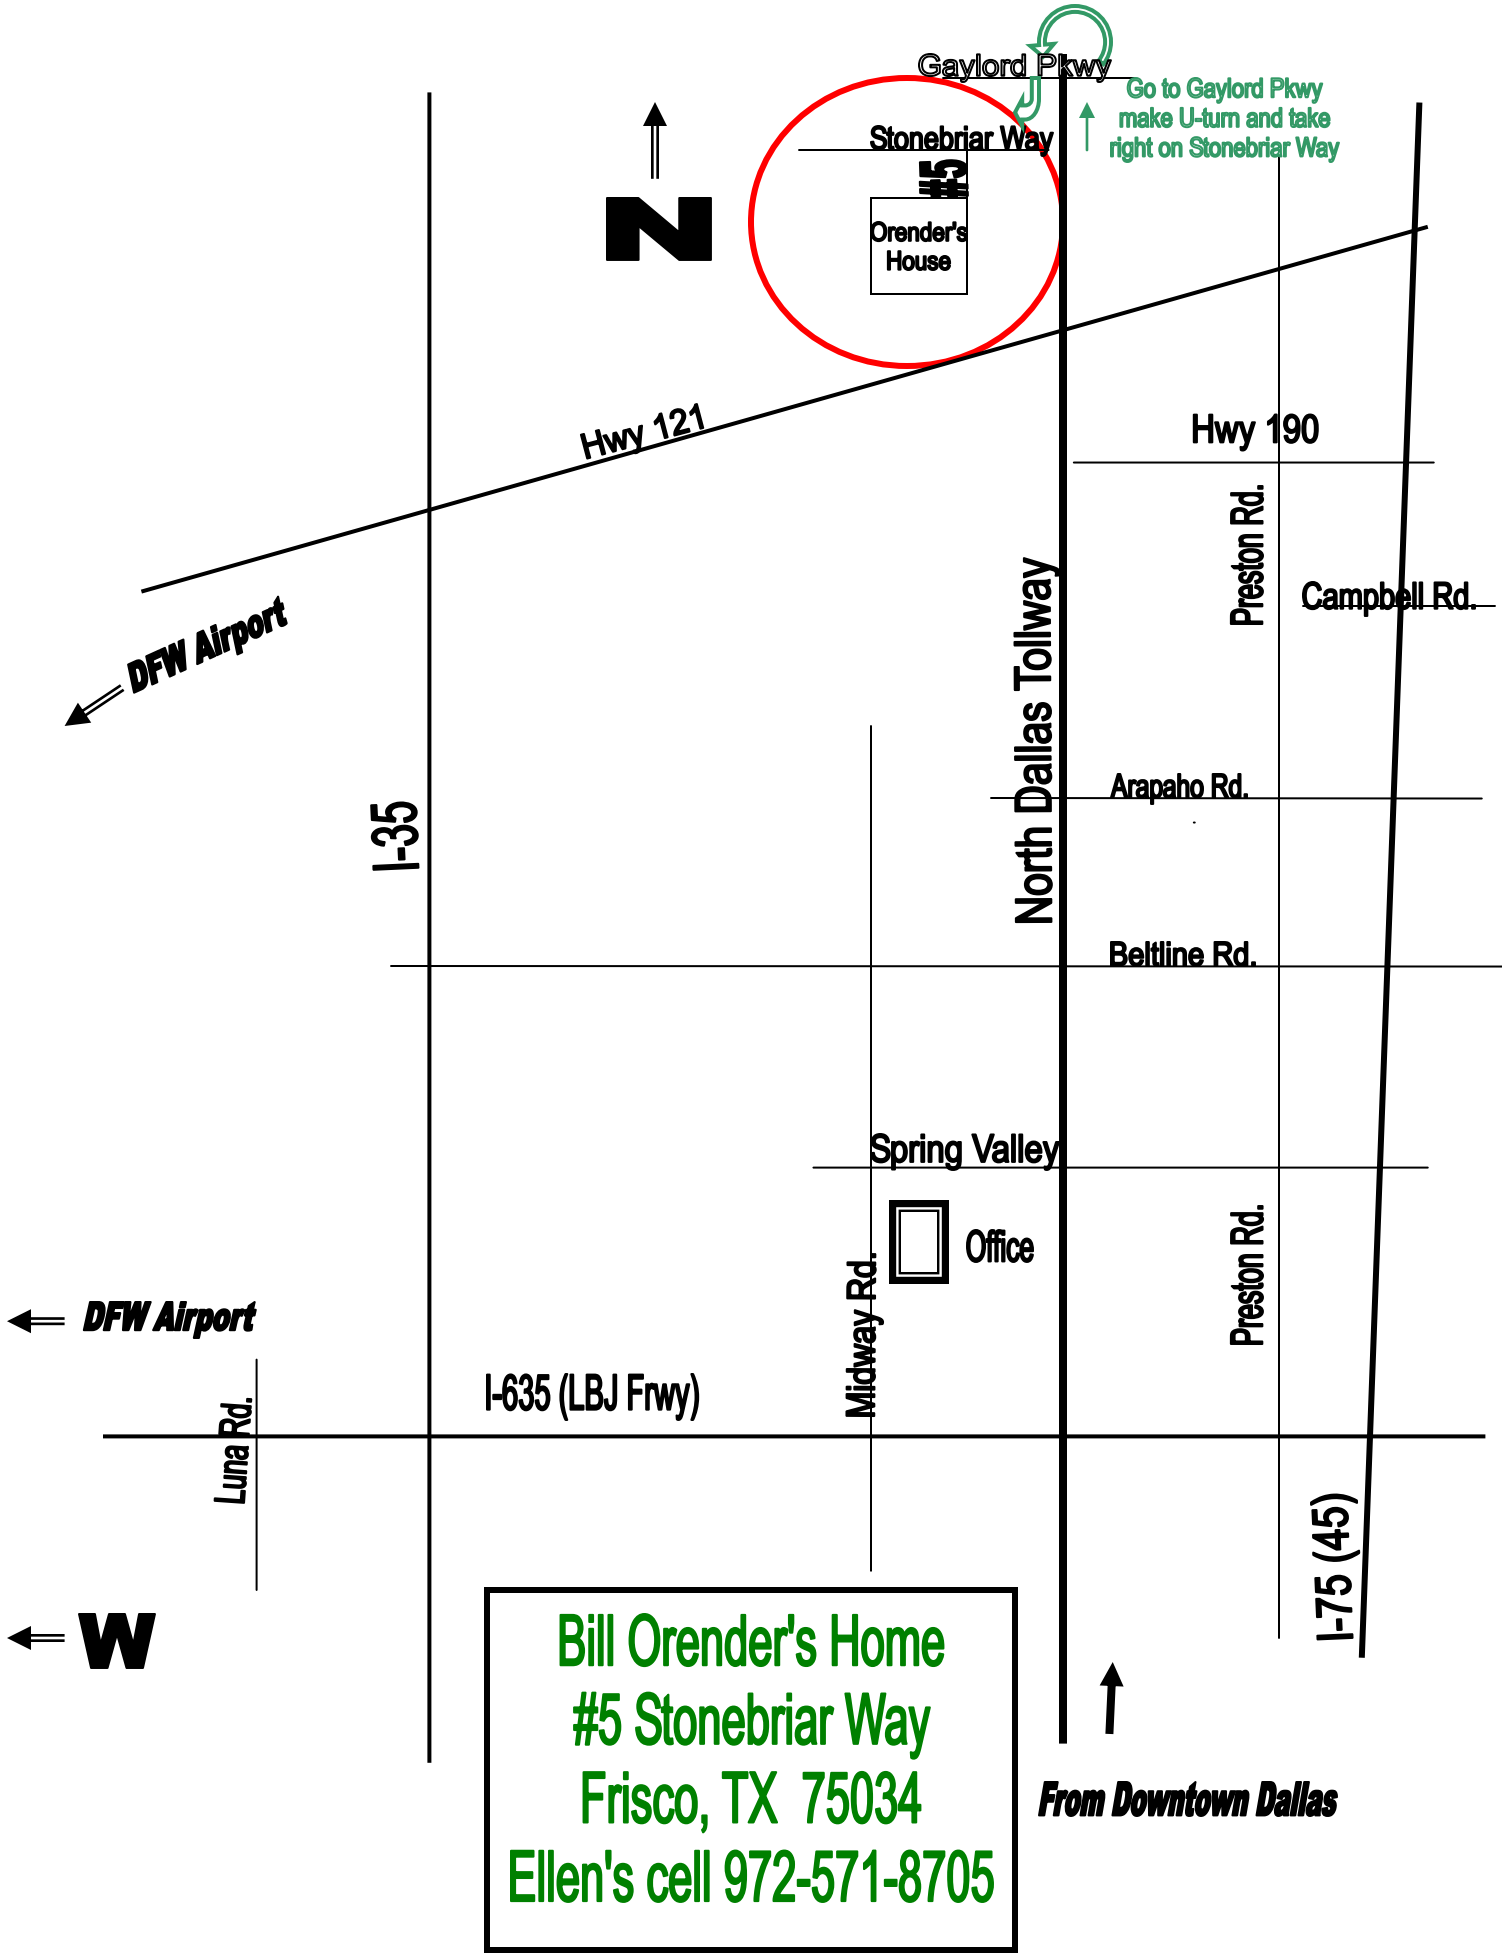 Gaylord Pkwy
Go to Gaylord Pkwy
make U-turn and take
right on Stonebriar Way
Stonebriar Way
#5
N
Orender's
House
Hwy 121
Hwy 190
Preston Rd.
Campbell Rd.
DFW Airport
North Dallas Tollway
I-35
Arapaho Rd.
Beltline Rd.
Spring Valley
Office
Midway Rd.
Preston Rd.
DFW Airport
I-635 (LBJ Frwy)
Luna Rd.
I-75 (45)
W
Bill Orender's Home
#5 Stonebriar Way
Frisco, TX  75034
Ellen's cell 972-571-8705
From Downtown Dallas